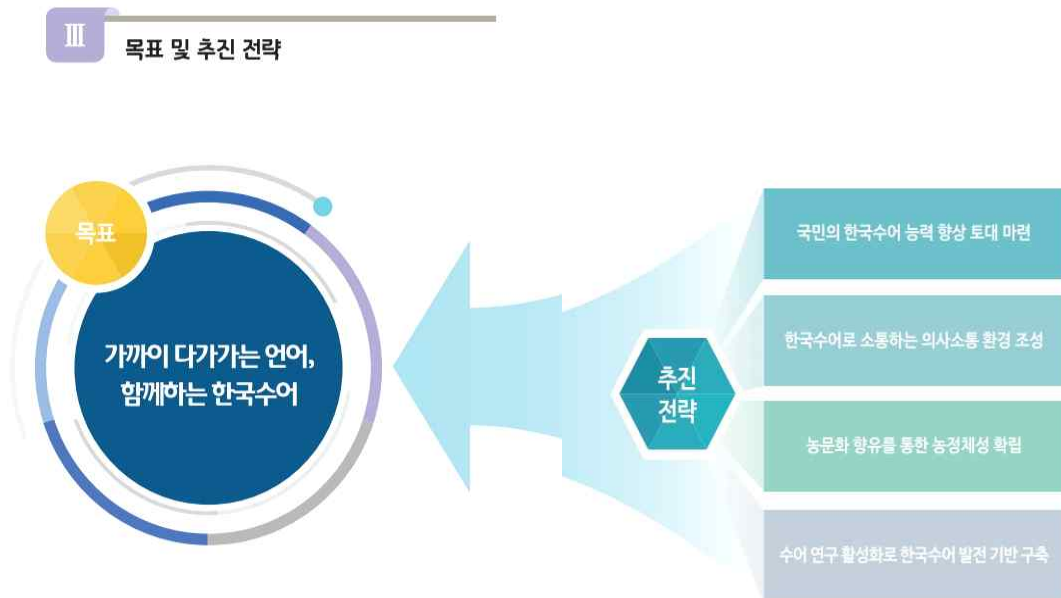 Ⅲ
목표 및 추진 전략
목표
가까이 다가가는 언어,
함께하는 한국수어
추진
전략
국민의 한국수어 능력 향상 토대 마련
한국수어로 소통하는 의사소통 환경 조성
농문화 향유를 통한 농정체성 확립
수어 연구 활성화로 한국수어 발전 기반 구축